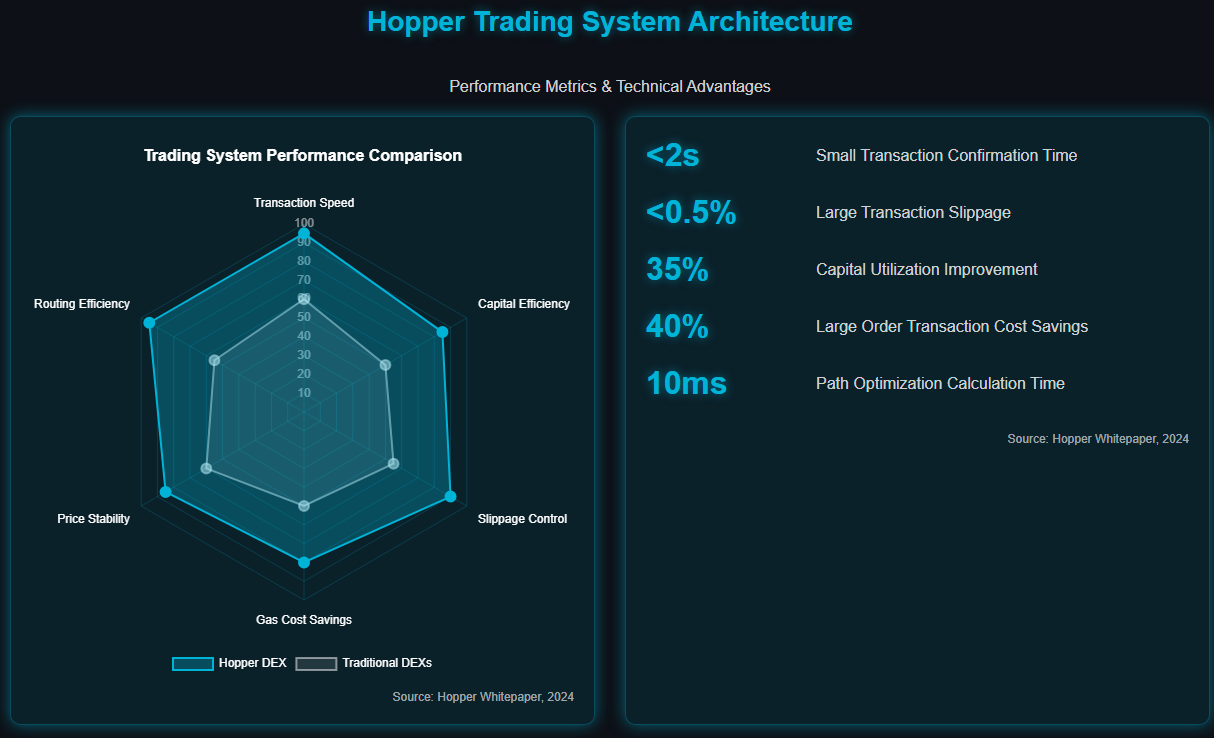 Hopper Trading System Architecture
Performance Metrics & Technical Advantages
Trading System Performance Comparison
Transaction Speed
100
90
80
70
60
50
40
30
20
10
Routing Efficiency
Capital Efficiency
Price Stability
Slippage Control
Gas Cost Savings
Hopper DEX Traditional DEXs
Source: Hopper Whitepaper, 2024
<2s Small Transaction Confirmation Time
<0.5% Large Transaction Slippage
35% Capital Utilization Improvement
40% Large Order Transaction Cost Savings
10ms Path Optimization Calculation Time
Source: Hopper Whitepaper, 2024